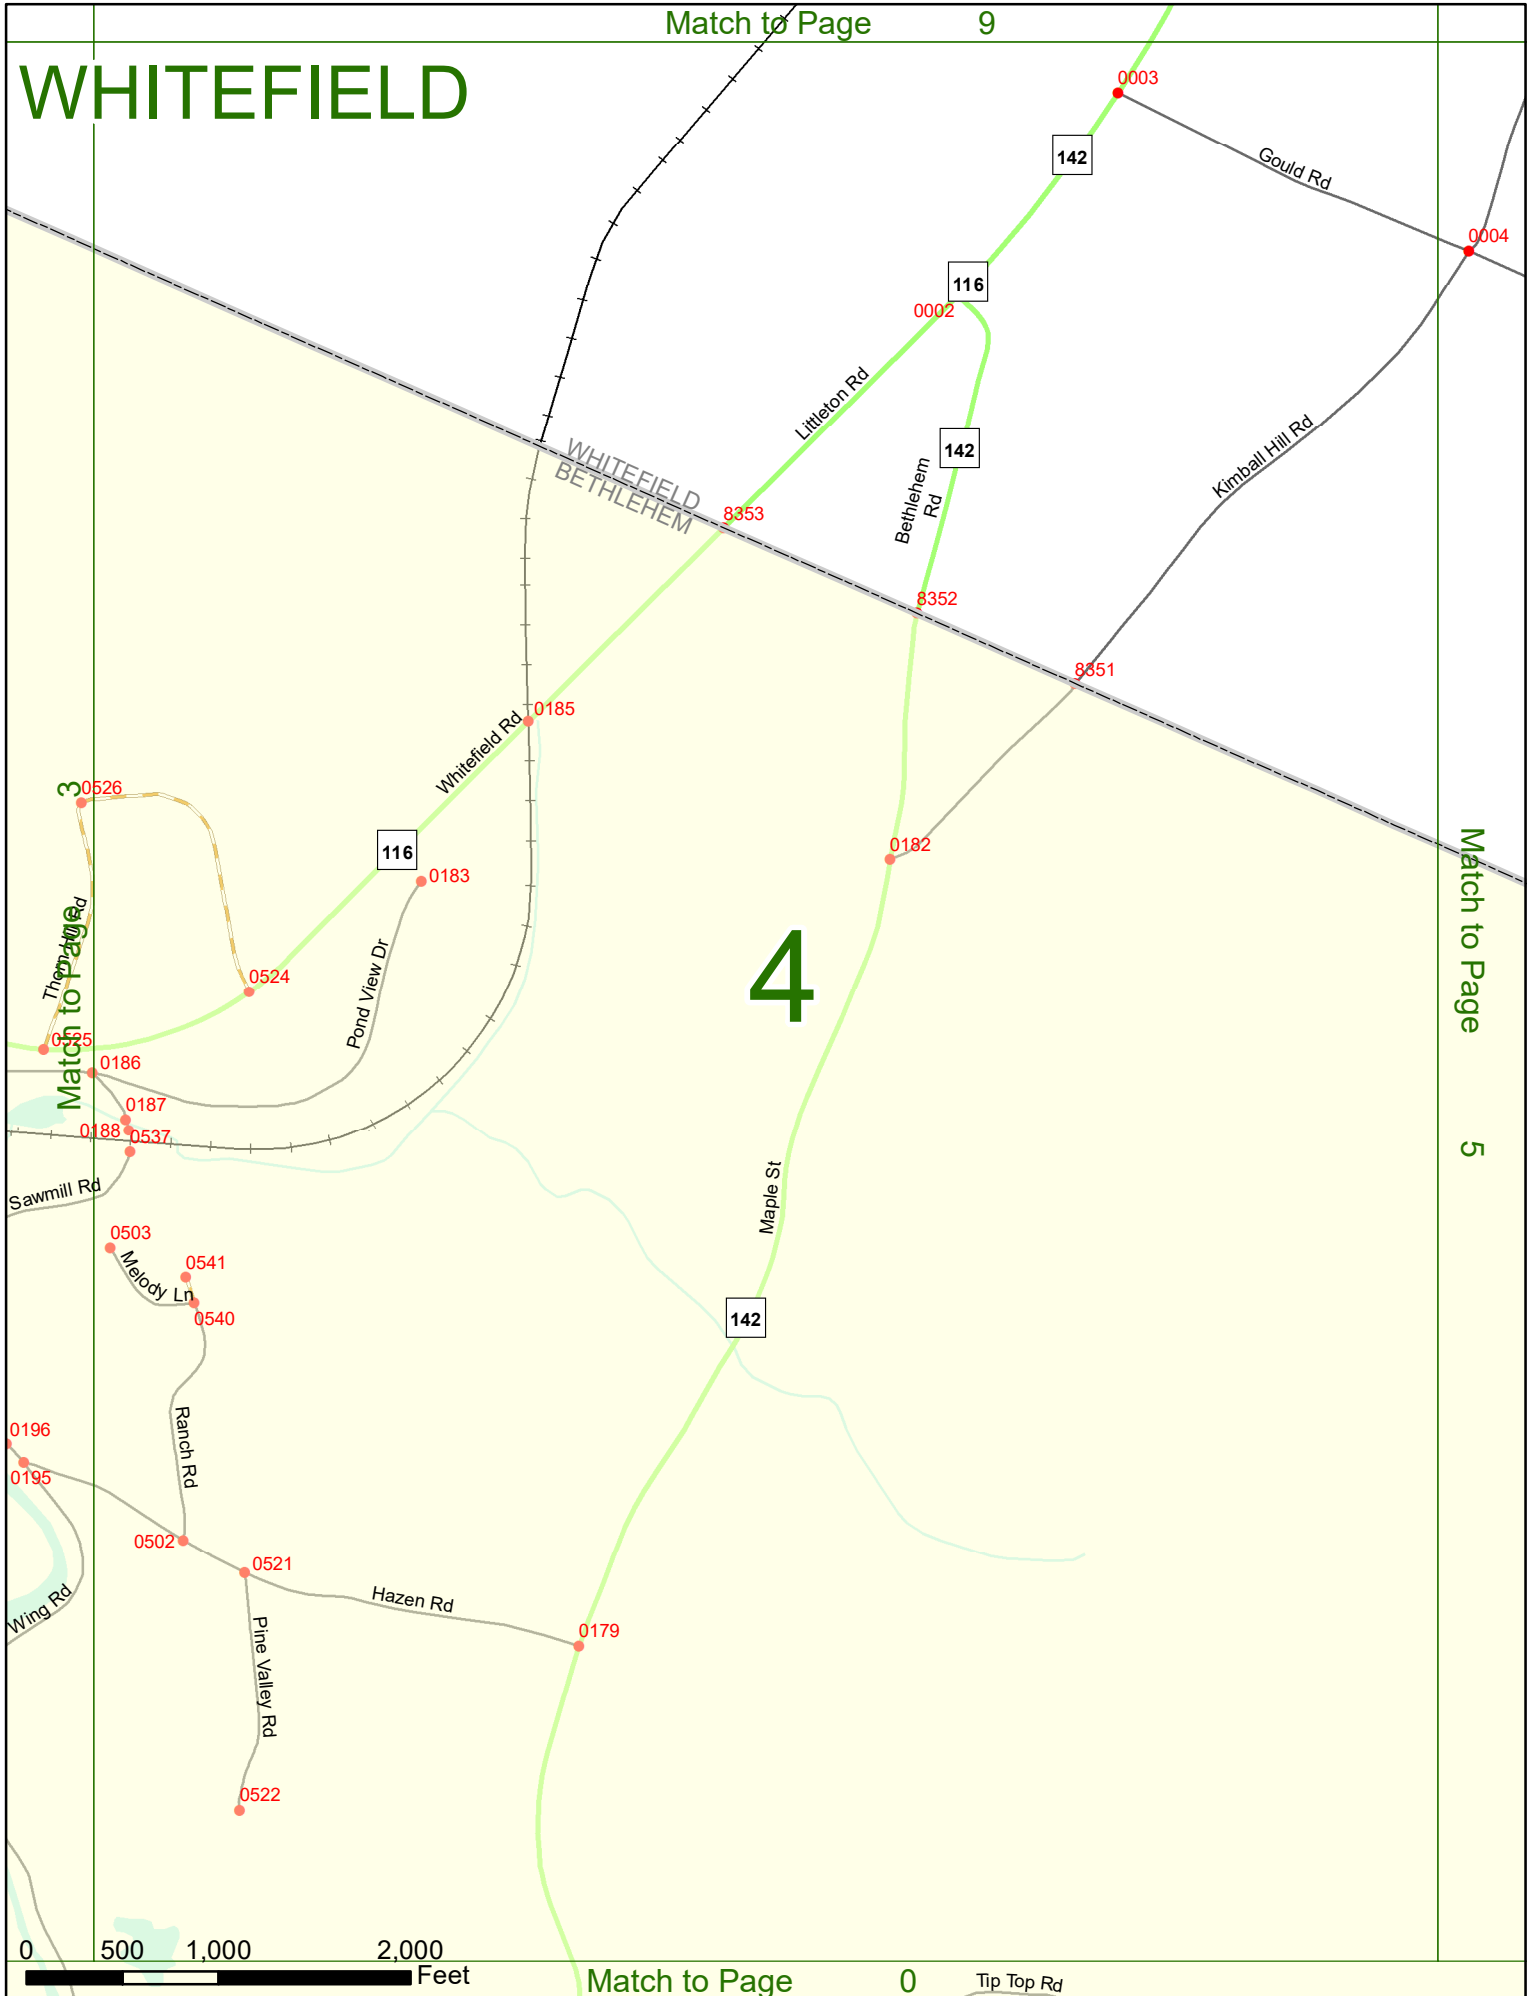 Match to Page 9
WHITEFIELD
0003
142
Gould Rd
0004
116
0002
Littleton Rd
142
Kimball Hill Rd
WHITEFIELD
BETHLEHEM
Bethlehem
Rd
8353
8352
8351
0185
Whitefield Rd
3
0526
116
0182
0183
Match to Page
5
Thorn Hill Rd
Match to Page
4
0524
Pond View Dr
0525
0186
0187
0188
0537
Sawmill Rd
Maple St
0503
0541
Melody Ln
0540
142
Ranch Rd
0196
0195
0502
0521
Hazen Rd
Wing Rd
Pine Valley Rd
0179
0522
0 500 1,000 2,000
Feet
Match to Page 0
Tip Top Rd